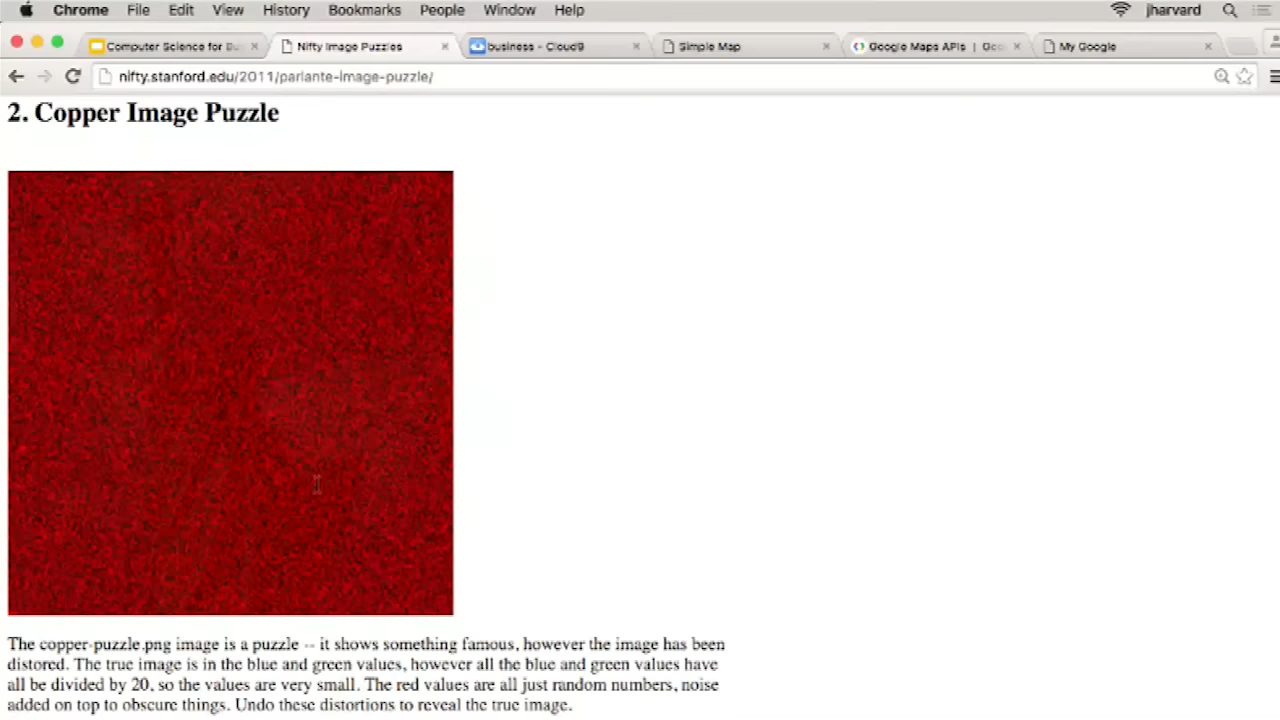 Chrome File Edit View History Bookmarks People Window Help jharvard
Computer Science for Bu Nifty Image Puzzles business - Cloud9 Simple Map Google Maps APIs | Goo My Google
nifty.stanford.edu/2011/parlante-image-puzzle/
2. Copper Image Puzzle
The copper-puzzle.png image is a puzzle -- it shows something famous, however the image has been
distored. The true image is in the blue and green values, however all the blue and green values have
all be divided by 20, so the values are very small. The red values are all just random numbers, noise
added on top to obscure things. Undo these distortions to reveal the true image.